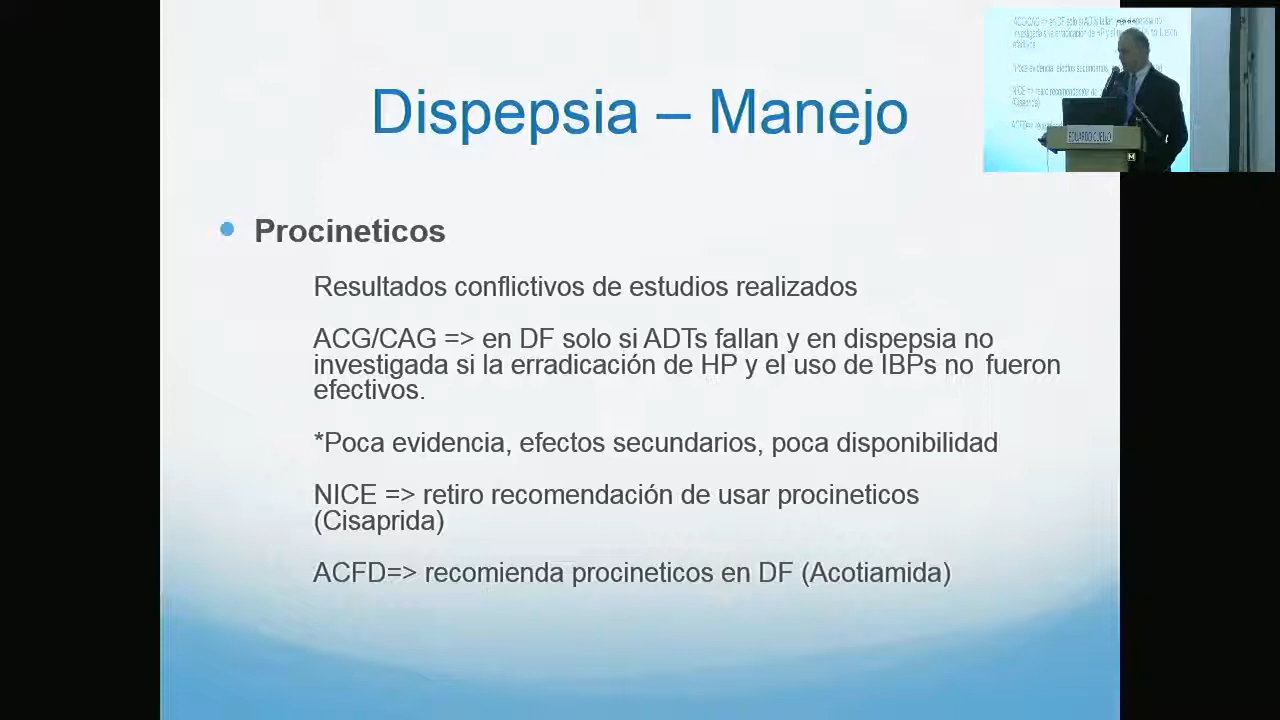 Dispepsia – Manejo
Procineticos
Resultados conflictivos de estudios realizados
ACG/CAG => en DF solo si ADTs fallan y en dispepsia no
investigada si la erradicación de HP y el uso de IBPs no fueron
efectivos.
*Poca evidencia, efectos secundarios, poca disponibilidad
NICE => retiro recomendación de usar procineticos
(Cisaprida)
ACFD=> recomienda procineticos en DF (Acotiamida)
M